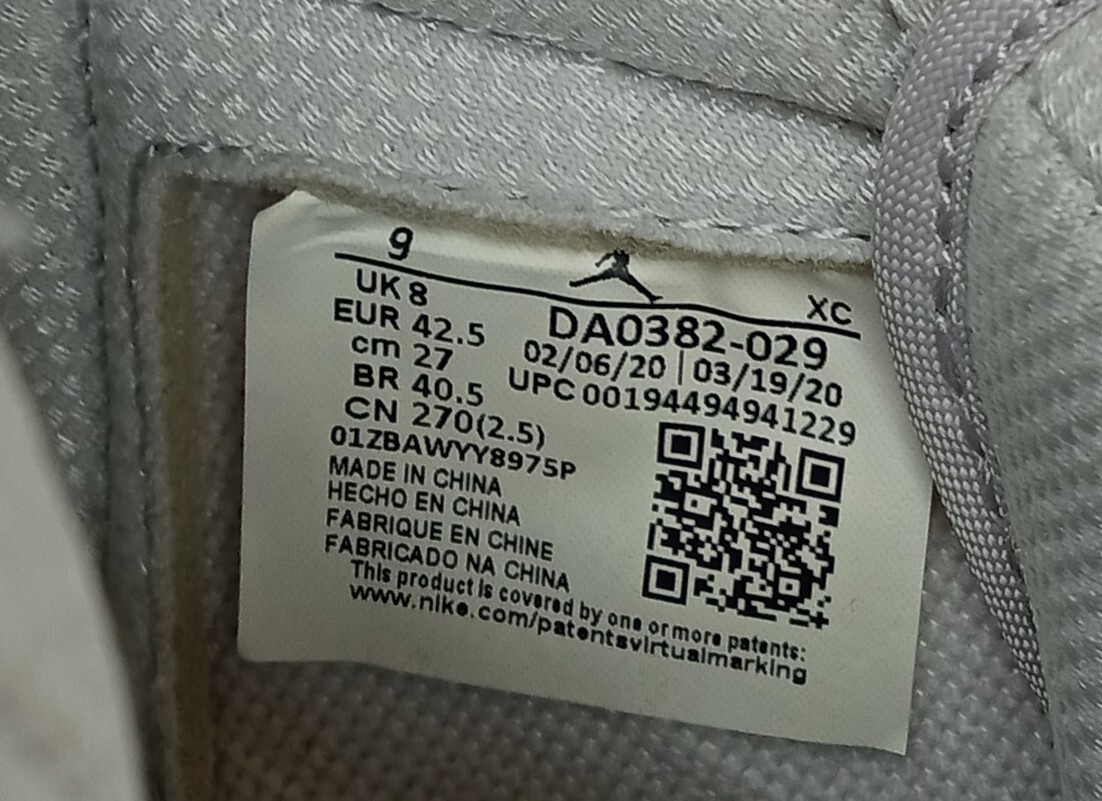 9
XC
UK 8
EUR 42.5
cm 27
BR 40.5
CN 270(2.5)
DA0382-029
02/06/20 | 03/19/20
UPC 00194494941229
01ZBAWYY8975P
MADE IN CHINA
HECHO EN CHINA
FABRIQUE EN CHINE
FABRICADO NA CHINA
This product is covered by one or more patents:
www.nike.com/patentsvirtualmarking